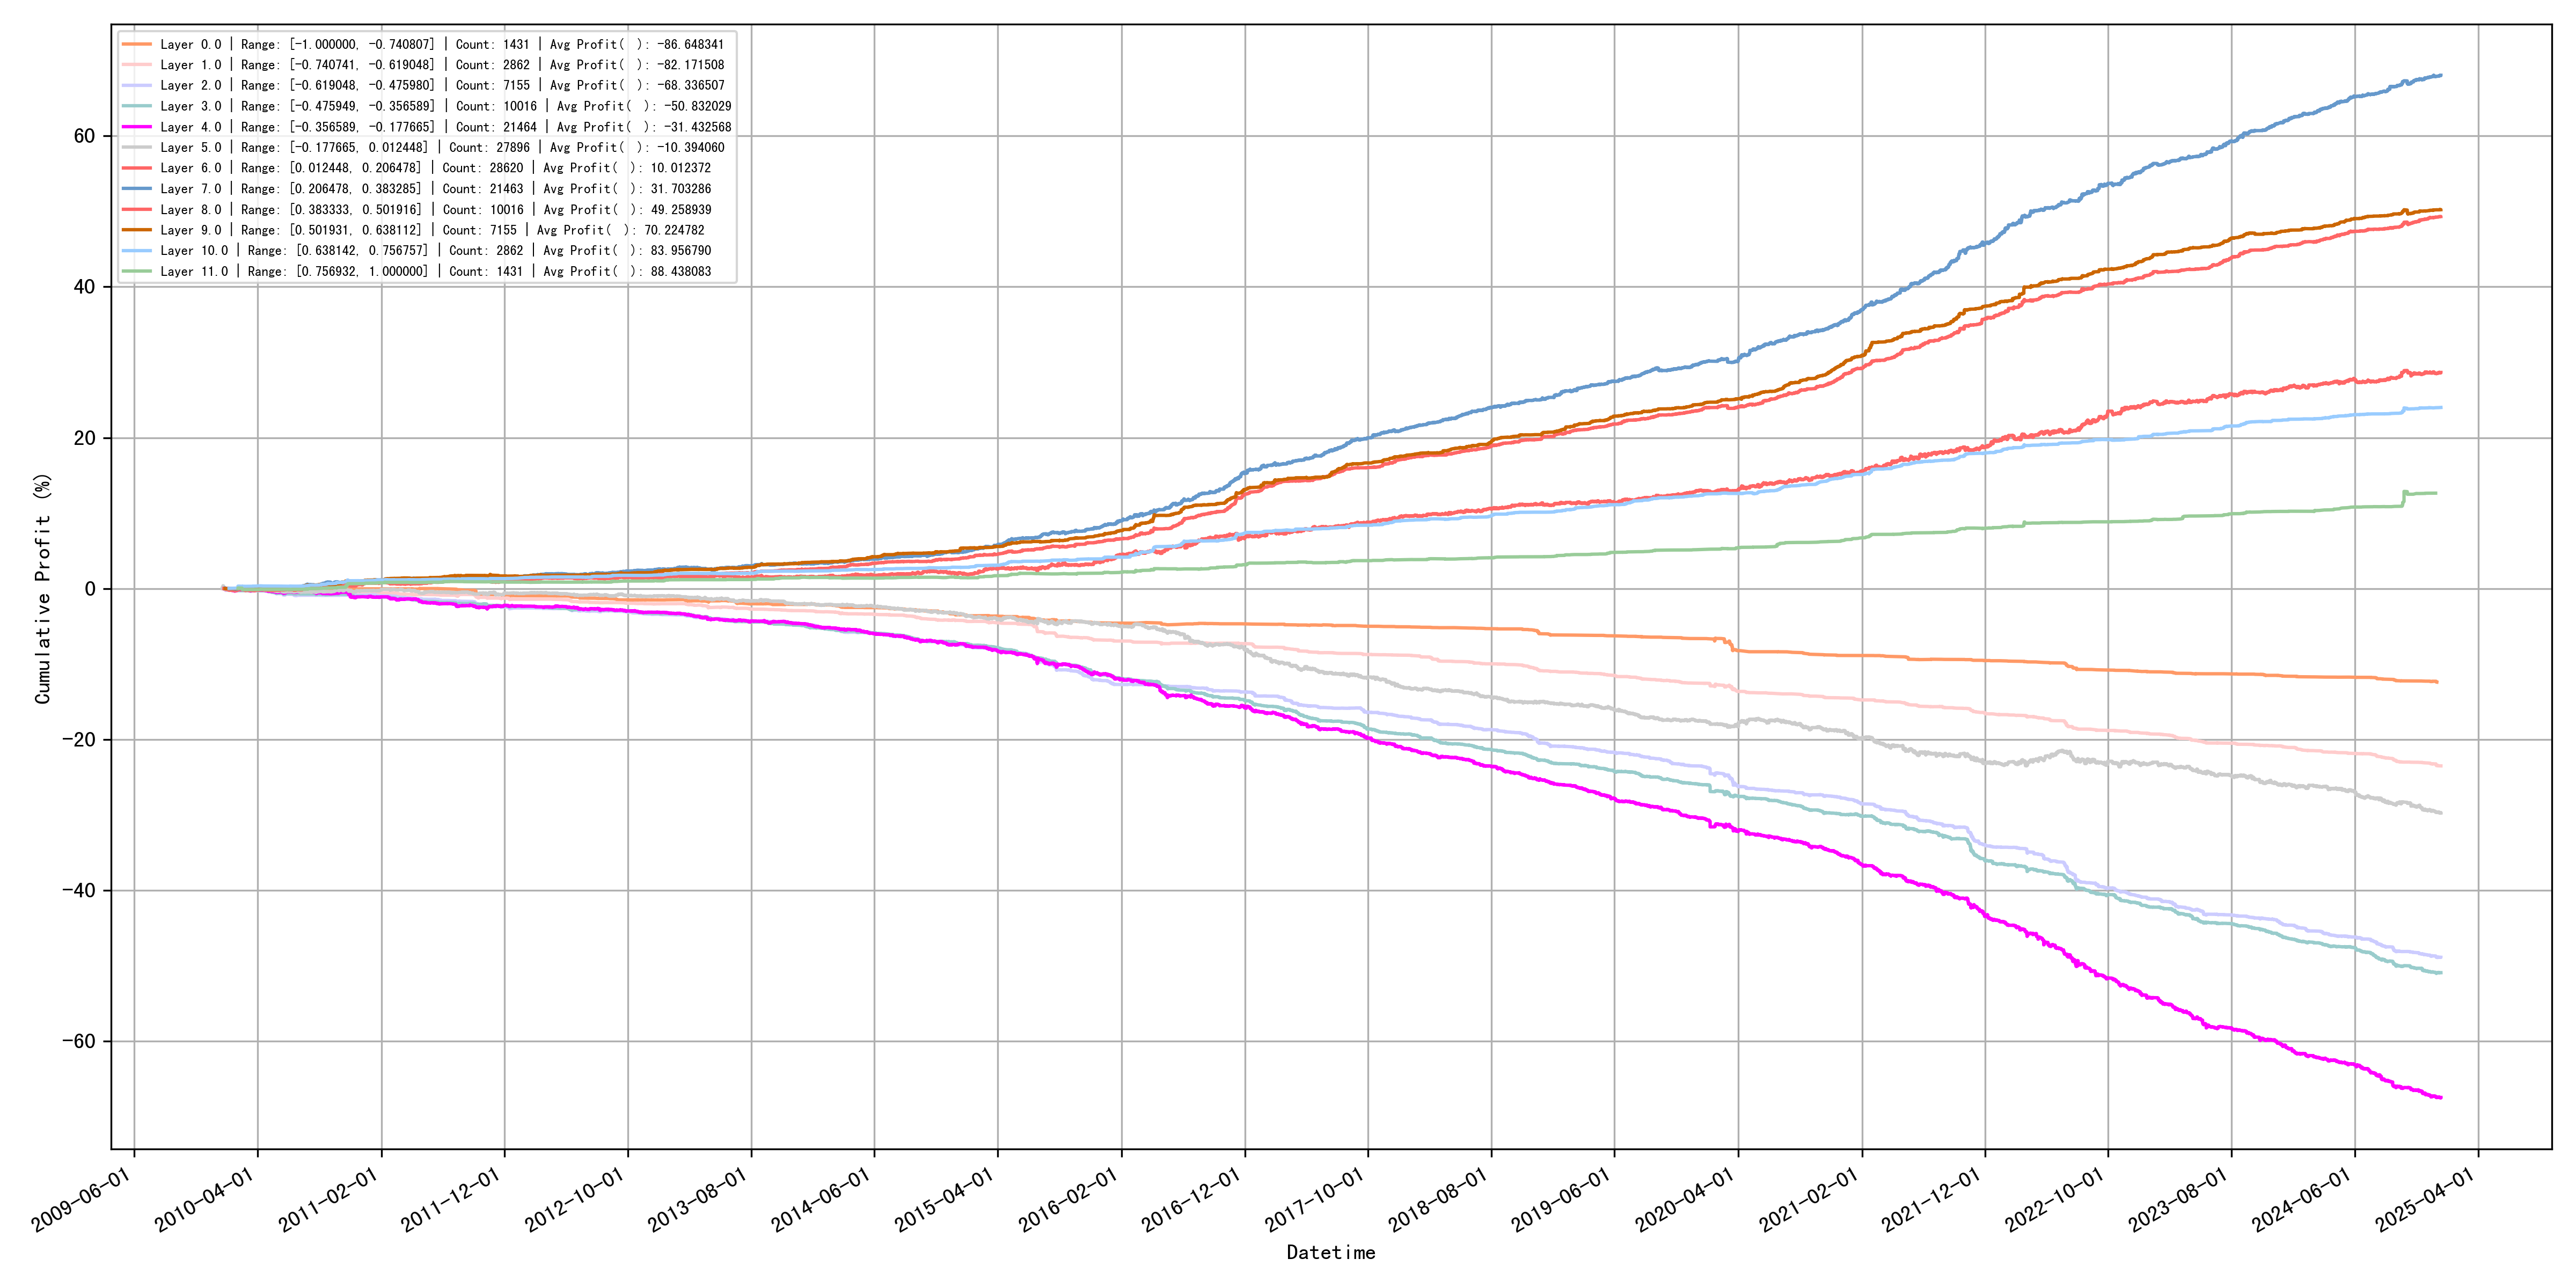 Layer 0.0 | Range: [-1.000000, -0.740807] | Count: 1431 | Avg Profit( ): -86.648341
Layer 1.0 | Range: [-0.740741, -0.619048] | Count: 2862 | Avg Profit( ): -82.171508
Layer 2.0 | Range: [-0.619048, -0.475980] | Count: 7155 | Avg Profit( ): -68.336507
Layer 3.0 | Range: [-0.475949, -0.356589] | Count: 10016 | Avg Profit( ): -50.832029
Layer 4.0 | Range: [-0.356589, -0.177665] | Count: 21464 | Avg Profit( ): -31.432568
Layer 5.0 | Range: [-0.177665, 0.012448] | Count: 27896 | Avg Profit( ): -10.394060
Layer 6.0 | Range: [0.012448, 0.206478] | Count: 28620 | Avg Profit( ): 10.012372
Layer 7.0 | Range: [0.206478, 0.383285] | Count: 21463 | Avg Profit( ): 31.703286
Layer 8.0 | Range: [0.383333, 0.501916] | Count: 10016 | Avg Profit( ): 49.258939
Layer 9.0 | Range: [0.501931, 0.638112] | Count: 7155 | Avg Profit( ): 70.224782
Layer 10.0 | Range: [0.638142, 0.756757] | Count: 2862 | Avg Profit( ): 83.956790
Layer 11.0 | Range: [0.756932, 1.000000] | Count: 1431 | Avg Profit( ): 88.438083
Cumulative Profit (%)
60
40
20
0
-20
-40
-60
2009-06-01
2010-04-01
2011-02-01
2011-12-01
2012-10-01
2013-08-01
2014-06-01
2015-04-01
2016-02-01
2016-12-01
2017-10-01
2018-08-01
2019-06-01
2020-04-01
2021-02-01
2021-12-01
2022-10-01
2023-08-01
2024-06-01
2025-04-01
Datetime